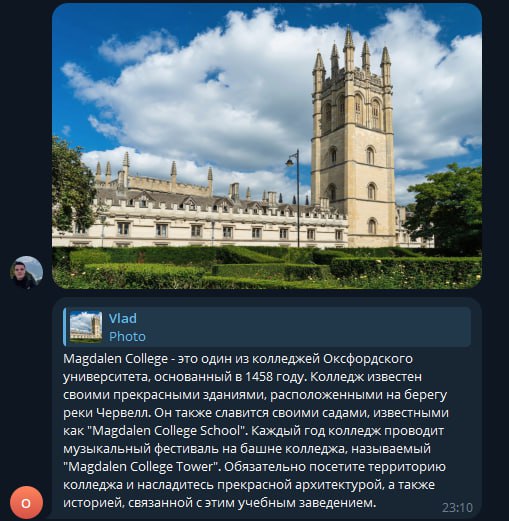 Vlad
Photo
Magdalen College - это один из колледжей Оксфордского
университета, основанный в 1458 году. Колледж известен
своими прекрасными зданиями, расположенными на берегу
реки Червелл. Он также славится своими садами, известными
как "Magdalen College School". Каждый год колледж проводит
музыкальный фестиваль на башне колледжа, называемый
"Magdalen College Tower". Обязательно посетите территорию
колледжа и насладитесь прекрасной архитектурой, а также
историей, связанной с этим учебным заведением.
23:10
O